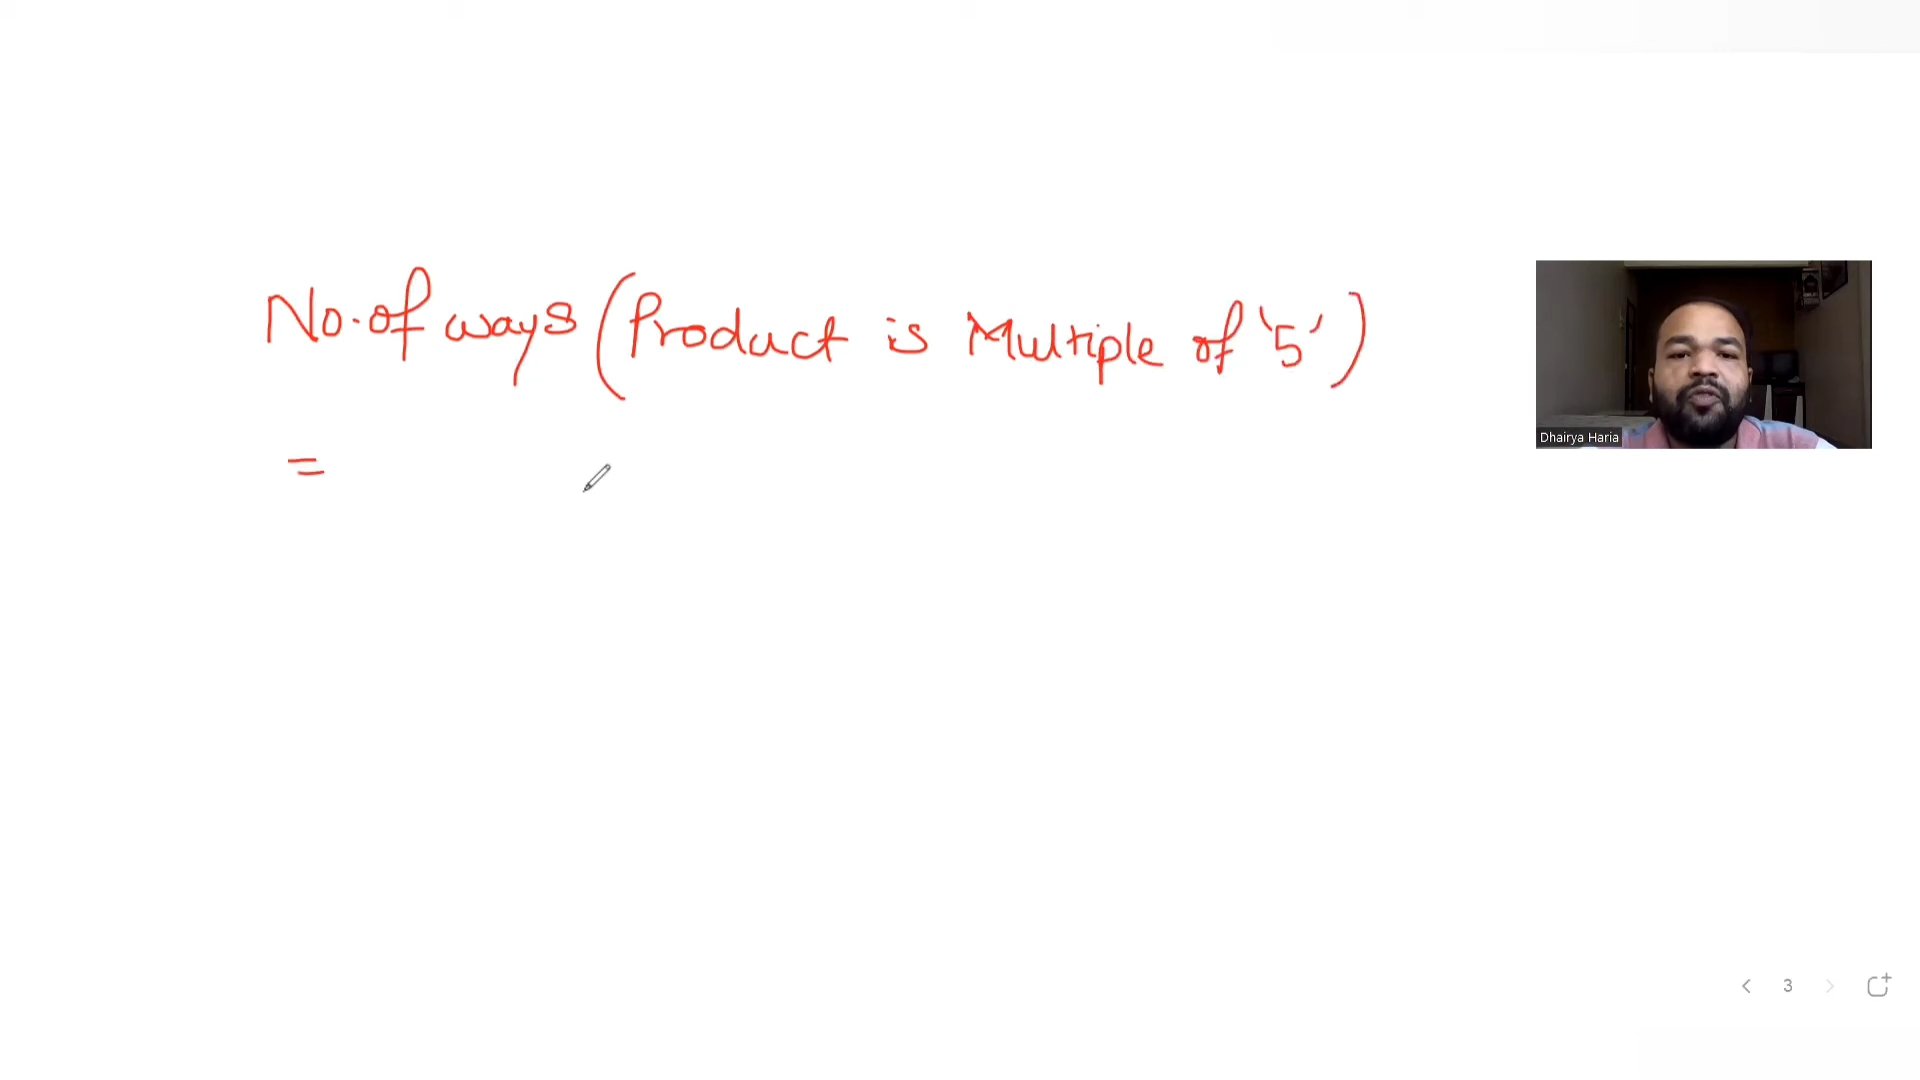 No. of ways (Product is Multiple of '5')
=
Dhairya Haria
3